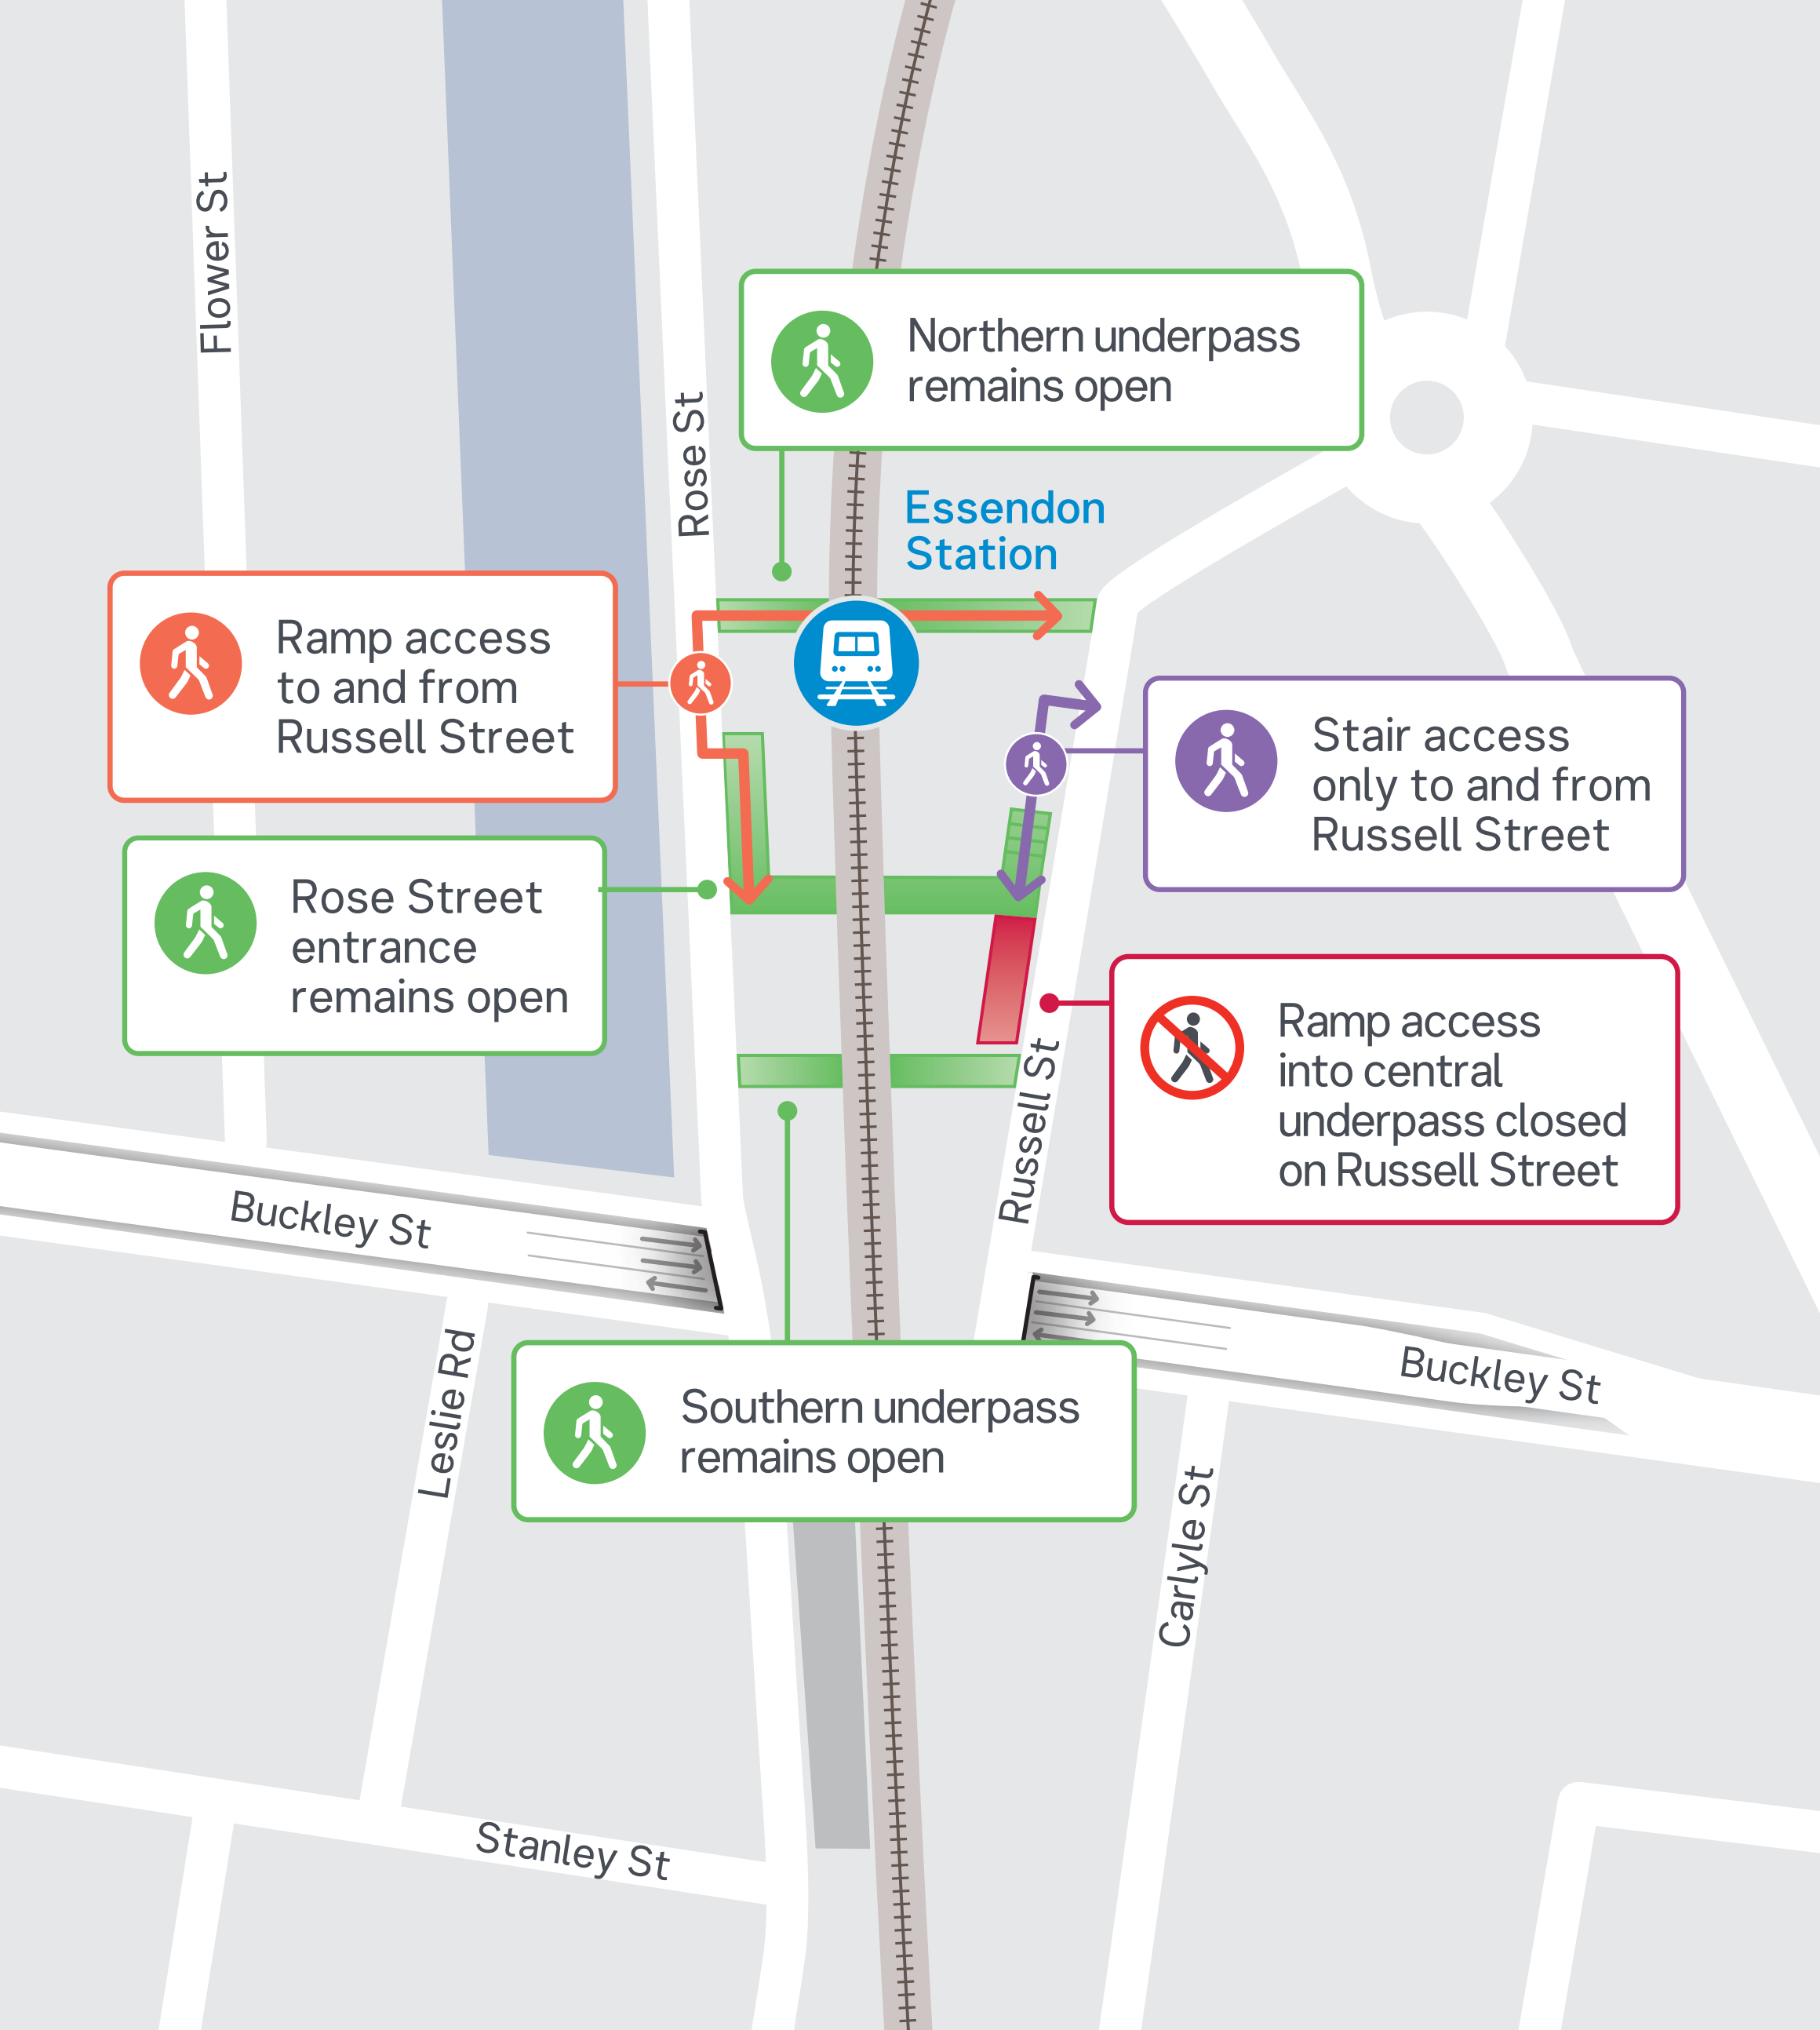 Flower St
Rose St
Northern underpass
remains open
Essendon
Station
Ramp access
to and from
Russell Street
Stair access
only to and from
Russell Street
Rose Street
entrance
remains open
Ramp access
into central
underpass closed
on Russell Street
Russell St
Buckley St
Buckley St
Leslie Rd
Southern underpass
remains open
Carlyle St
Stanley St